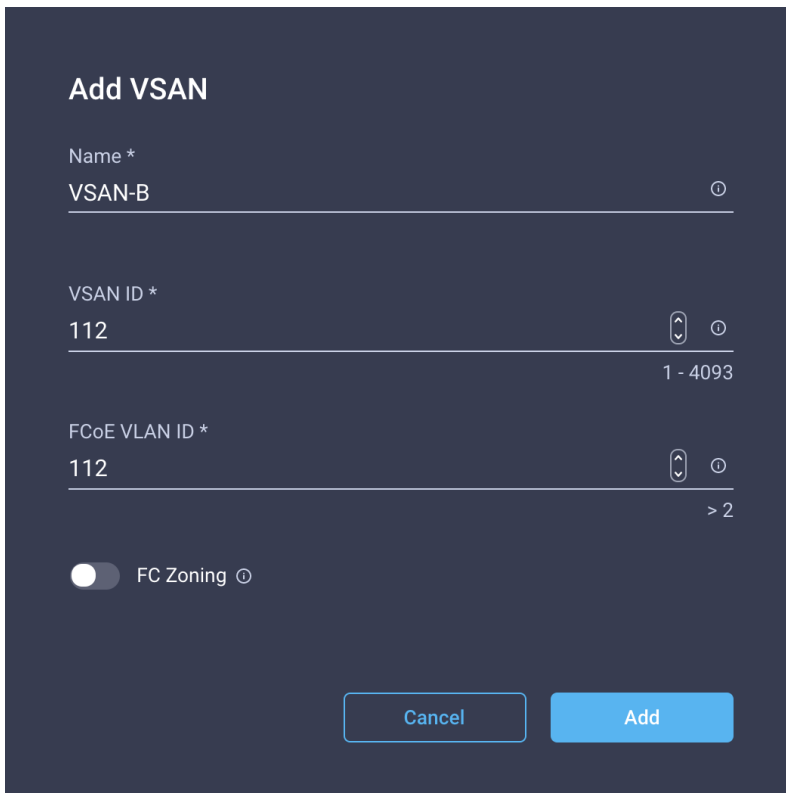 Add VSAN
Name *
VSAN-B
VSAN ID *
112
1 - 4093
FCoE VLAN ID *
112
> 2
FC Zoning
Cancel
Add